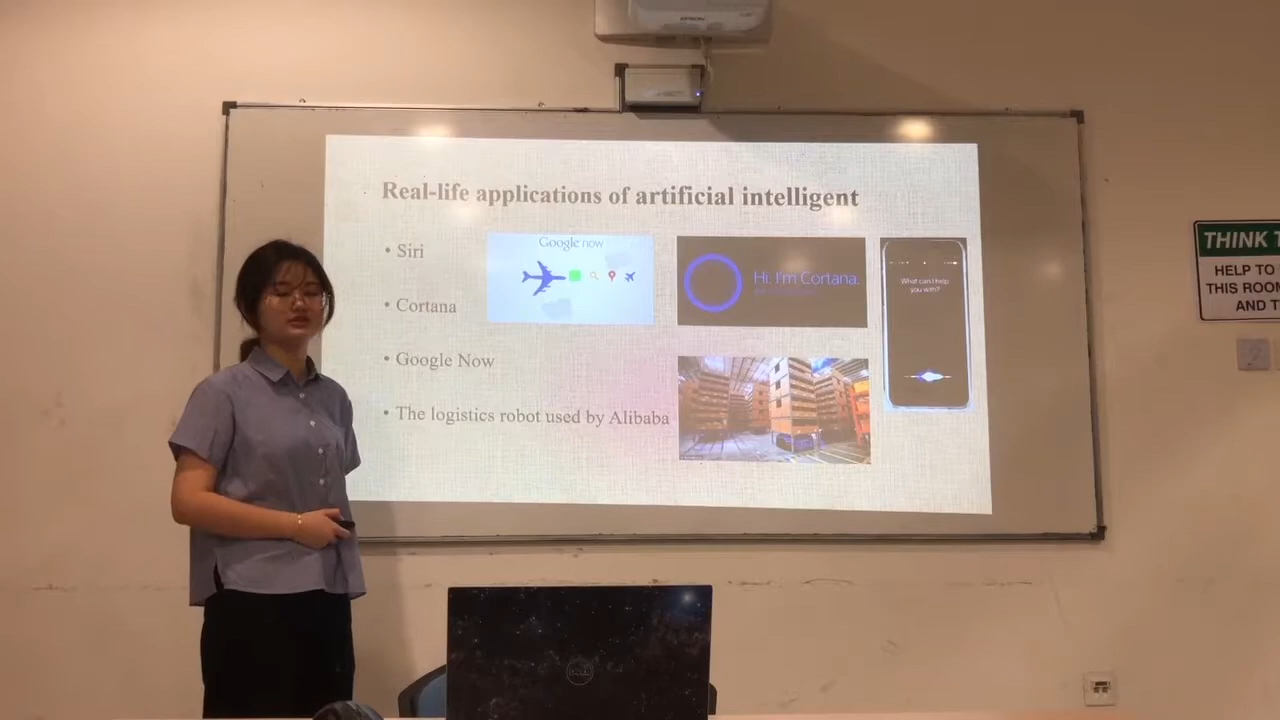 EPSON
Real-life applications of artificial intelligent
• Siri
• Cortana
• Google Now
• The logistics robot used by Alibaba
Google now
Hi. I'm Cortana.
What can I help
you with?
THINK
HELP TO
THIS ROOM
AND T
DELL